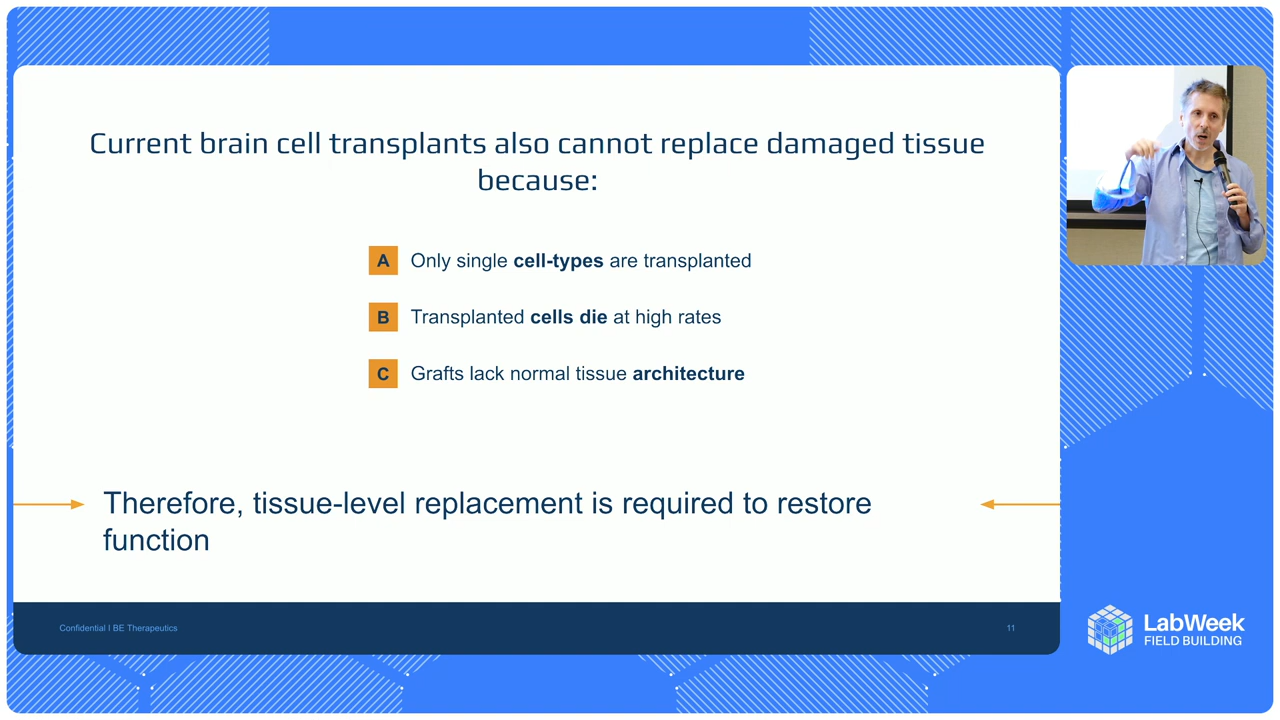 Current brain cell transplants also cannot replace damaged tissue
because:
A Only single cell-types are transplanted
B Transplanted cells die at high rates
C Grafts lack normal tissue architecture
Therefore, tissue-level replacement is required to restore
function
Confidential I BE Therapeutics
11
LabWeek
FIELD BUILDING